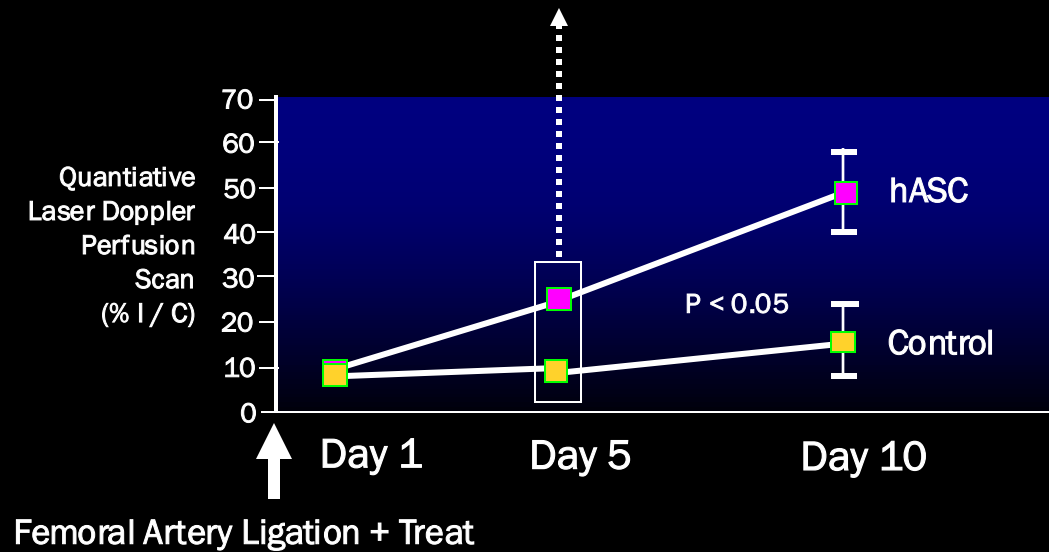 70
60
50
40
30
20
10
0
Quantiative
Laser Doppler
Perfusion
Scan
(% I / C)
hASC
P < 0.05
Control
Day 1
Day 5
Day 10
Femoral Artery Ligation + Treat